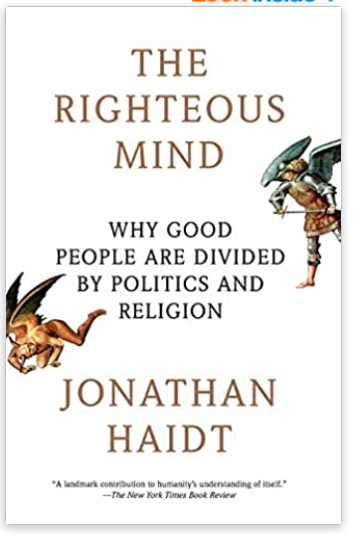 THE
RIGHTEOUS
MIND
WHY GOOD
PEOPLE ARE DIVIDED
BY POLITICS AND
RELIGION
JONATHAN
HAIDT
"A landmark contribution to humanity's understanding of itself."
—The New York Times Book Review